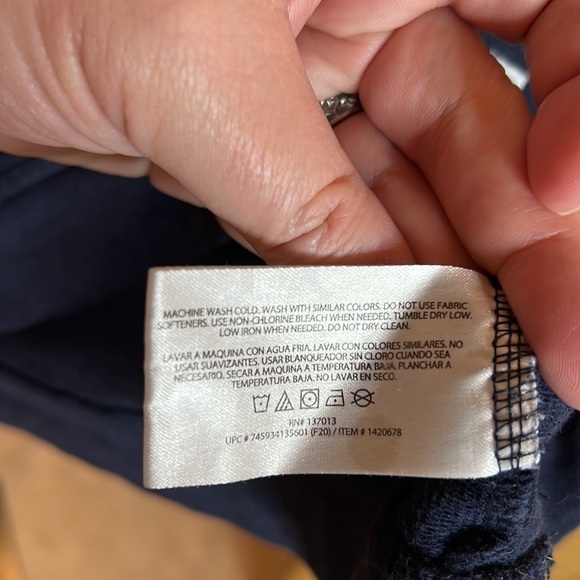 MACHINE WASH COLD. WASH WITH SIMILAR COLORS. DO NOT USE FABRIC
SOFTENERS. USE NON-CHLORINE BLEACH WHEN NEEDED. TUMBLE DRY LOW.
LOW IRON WHEN NEEDED. DO NOT DRY CLEAN.
LAVAR A MAQUINA CON AGUA FRIA. LAVAR CON COLORES SIMILARES. NO
USAR SUAVIZANTES. USAR BLANQUEADOR SIN CLORO CUANDO SEA
NECESARIO. SECAR A MAQUINA A TEMPERATURA BAJA. PLANCHAR A
TEMPERATURA BAJA. NO LAVAR EN SECO.
RN# 137013
UPC # 745934135601 (F20) / ITEM # 1420678